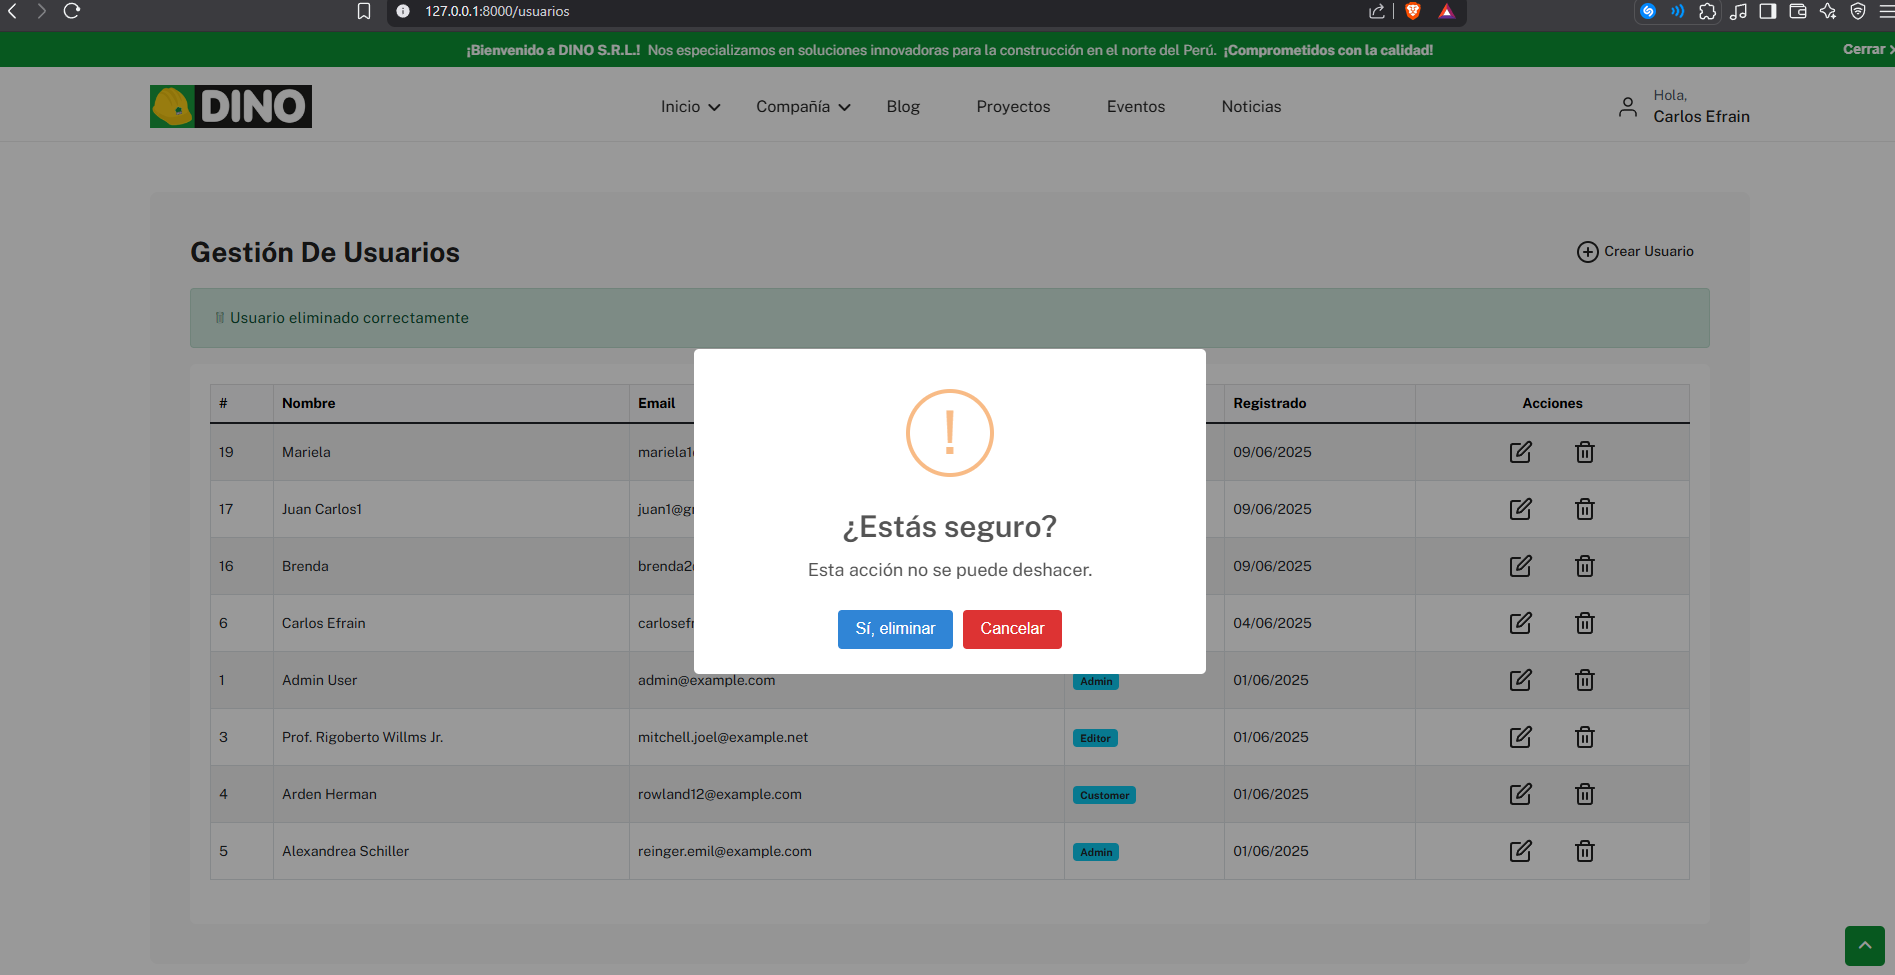 127.0.0.1:8000/usuarios
¡Bienvenido a DINO S.R.L.! Nos especializamos en soluciones innovadoras para la construcción en el norte del Perú. ¡Comprometidos con la calidad!
Cerrar
DINO
Inicio Compañía Blog Proyectos Eventos Noticias
Hola,
Carlos Efrain
Gestión De Usuarios
Crear Usuario
Usuario eliminado correctamente
# Nombre Email Registrado Acciones
19 Mariela mariela1 09/06/2025
17 Juan Carlos1 juan1@g 09/06/2025
16 Brenda brenda2 09/06/2025
6 Carlos Efrain carlosef 04/06/2025
1 Admin User admin@example.com Admin 01/06/2025
3 Prof. Rigoberto Willms Jr. mitchell.joel@example.net Editor 01/06/2025
4 Arden Herman rowland12@example.com Customer 01/06/2025
5 Alexandrea Schiller reinger.emil@example.com Admin 01/06/2025
!
¿Estás seguro?
Esta acción no se puede deshacer.
Sí, eliminar Cancelar